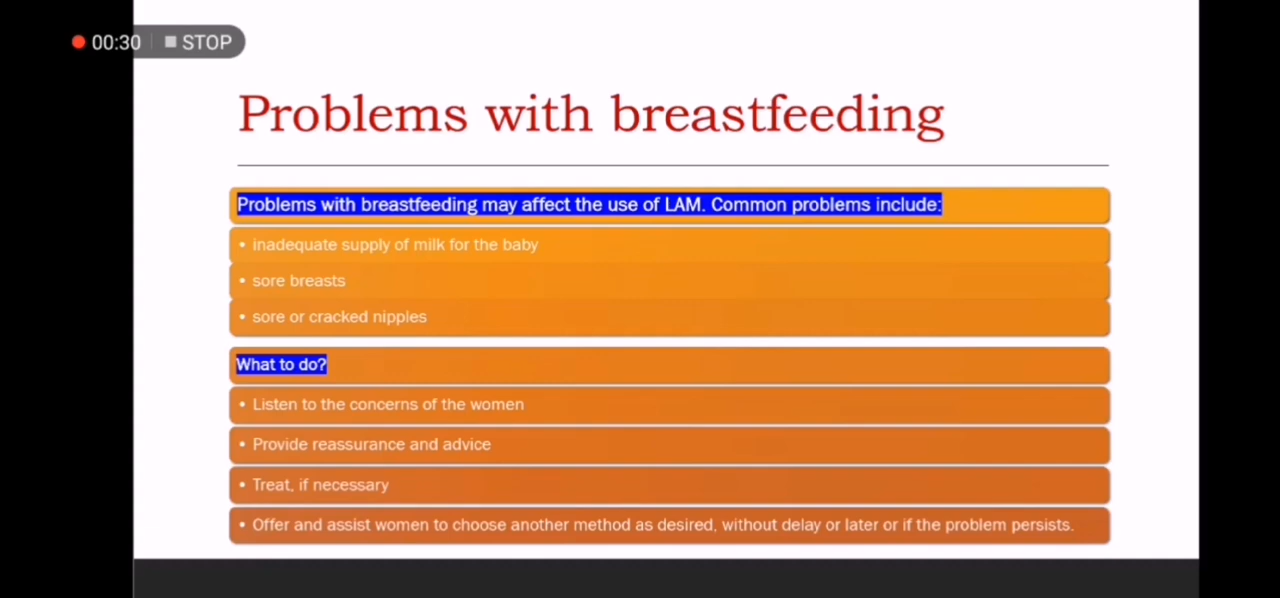 00:30 STOP
Problems with breastfeeding
Problems with breastfeeding may affect the use of LAM. Common problems include:
• inadequate supply of milk for the baby
• sore breasts
• sore or cracked nipples
What to do?
• Listen to the concerns of the women
• Provide reassurance and advice
• Treat, if necessary
• Offer and assist women to choose another method as desired, without delay or later or if the problem persists.